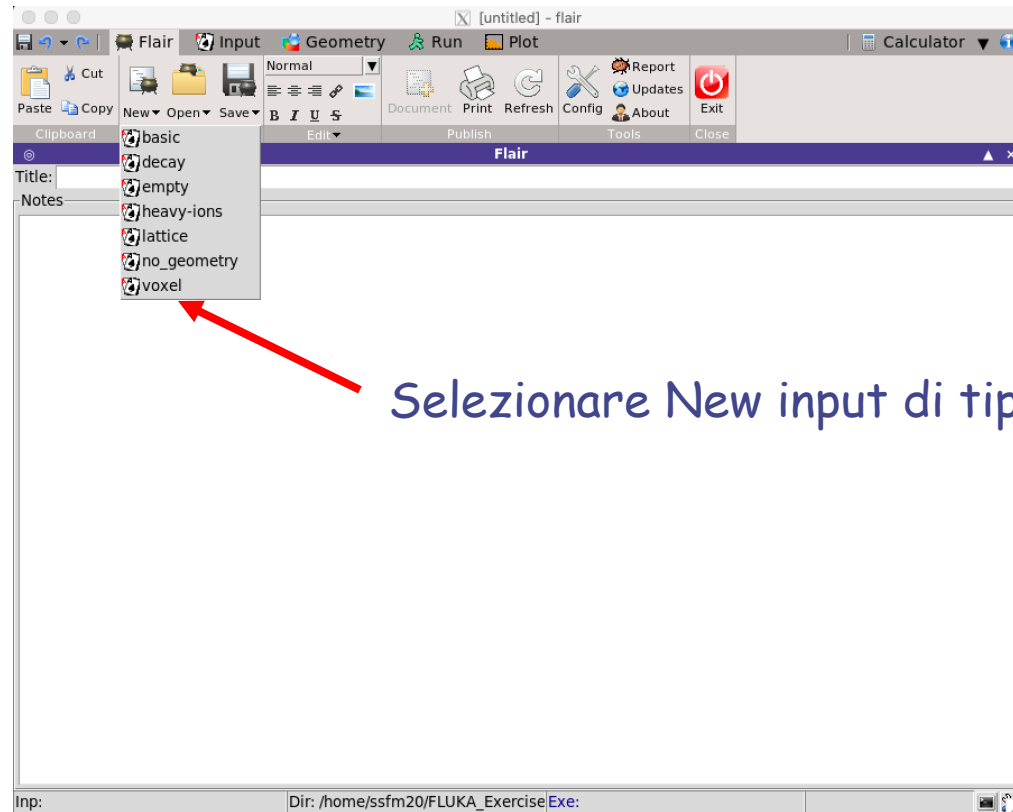 [untitled] - flair
Flair Input Geometry Run Plot Calculator
Paste Cut Copy New Open Save Normal B I U S Document Print Refresh Config Report Updates About Exit
Clipboard Edit Publish Tools Close
Flair
Title:
Notes
basic
decay
empty
heavy-ions
lattice
no_geometry
voxel
Selezionare New input di tip
Inp: Dir: /home/ssfm20/FLUKA_Exercise Exe: